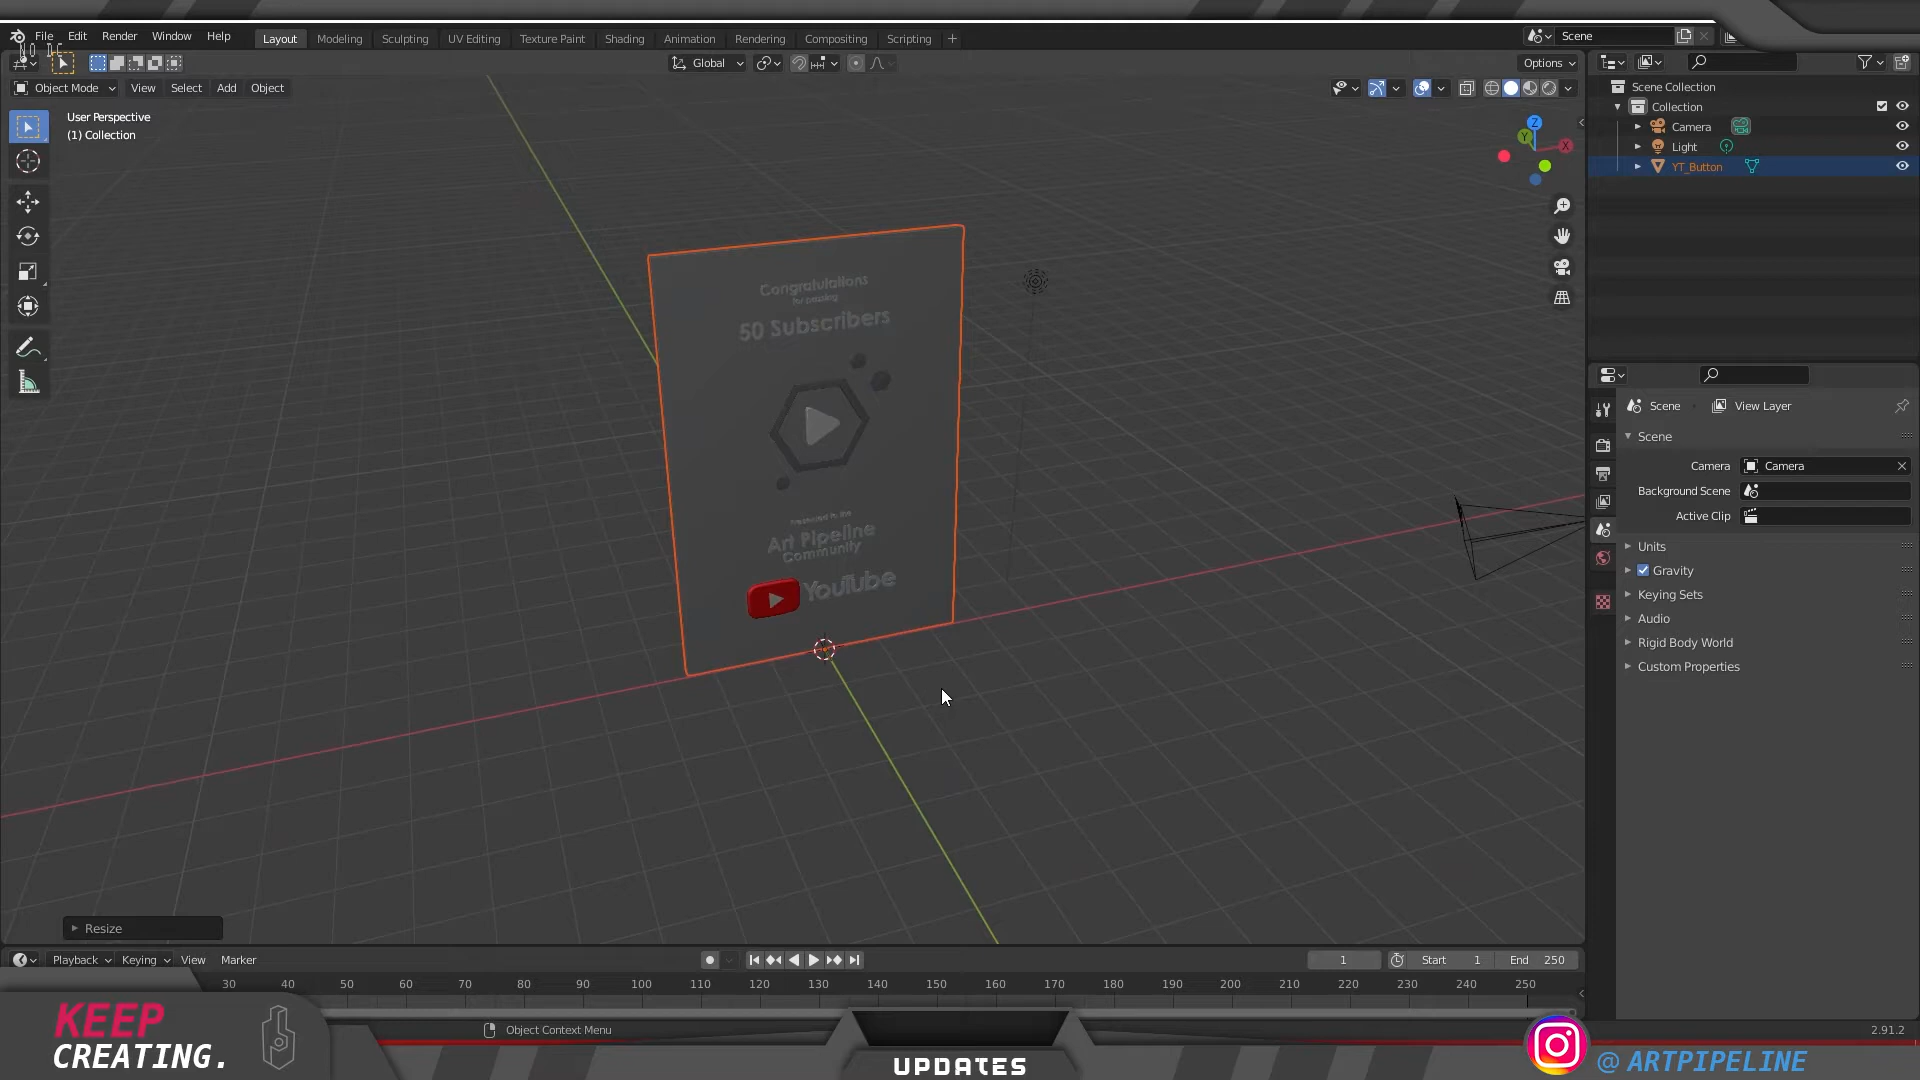 File Edit Render Window Help
Layout Modeling Sculpting UV Editing Texture Paint Shading Animation Rendering Compositing Scripting +
Scene
Global
Options
Object Mode View Select Add Object
User Perspective
(1) Collection
Z
Y
X
Scene Collection
Collection
Camera
Light
YT_Button
Congratulations
for passing
50 Subscribers
Presented to the
Art Pipeline
Community
YouTube
Scene View Layer
Scene
Camera Camera
Background Scene
Active Clip
Units
Gravity
Keying Sets
Audio
Rigid Body World
Custom Properties
Resize
Playback Keying View Marker
1 Start 1 End 250
30 40 50 60 70 80 90 100 110 120 130 140 150 160 170 180 190 200 210 220 230 240 250
Object Context Menu
2.91.2
KEEP
CREATING.
UPDATES
@ ARTPIPELINE